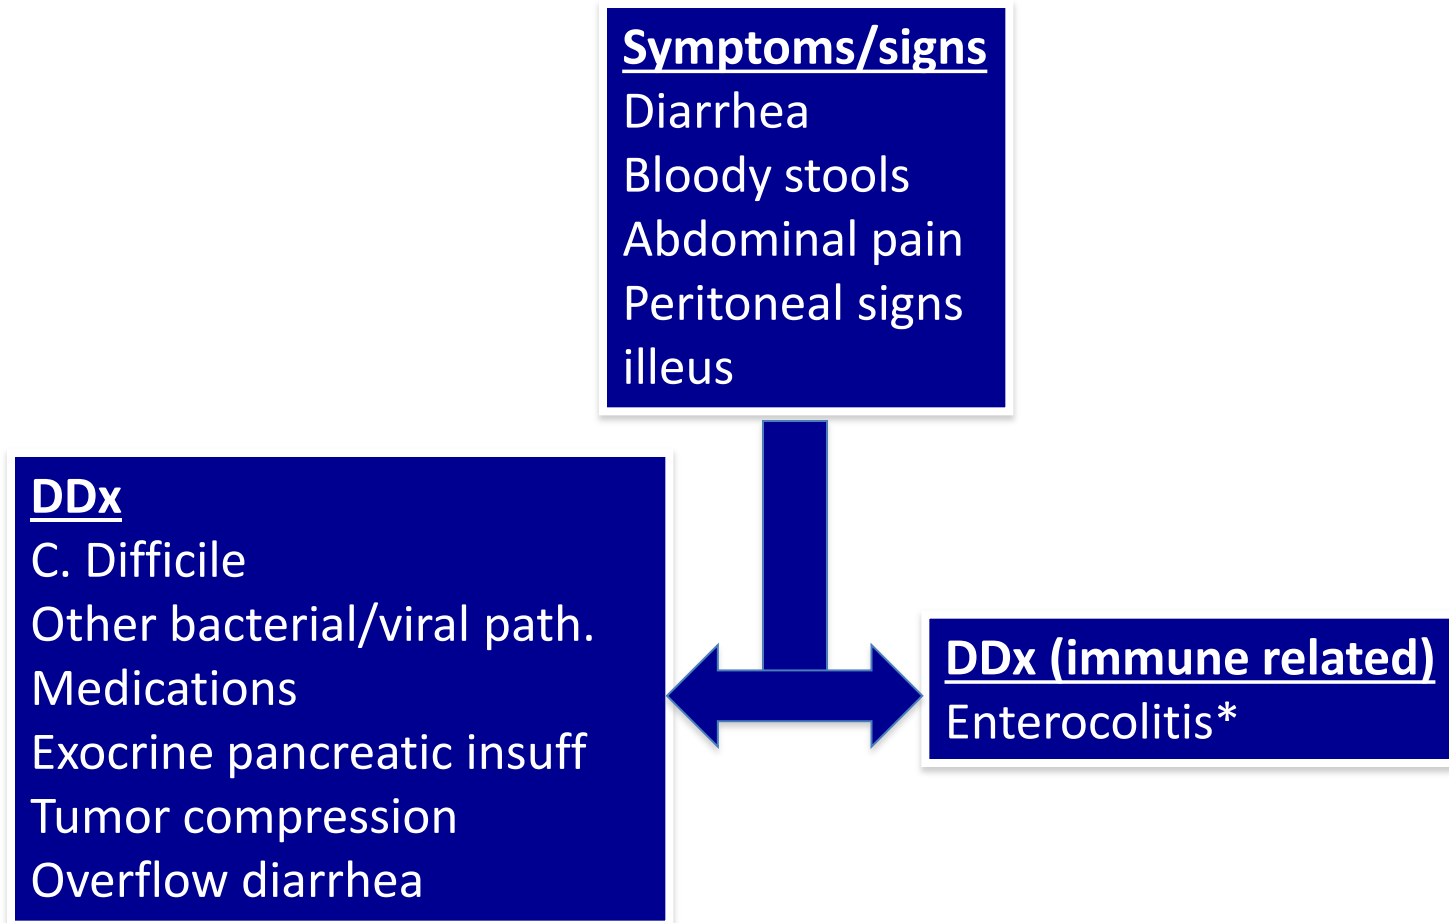 Symptoms/signs
Diarrhea
Bloody stools
Abdominal pain
Peritoneal signs
illeus
DDx
C. Difficile
Other bacterial/viral path.
Medications
Exocrine pancreatic insuff
Tumor compression
Overflow diarrhea
DDx (immune related)
Enterocolitis*